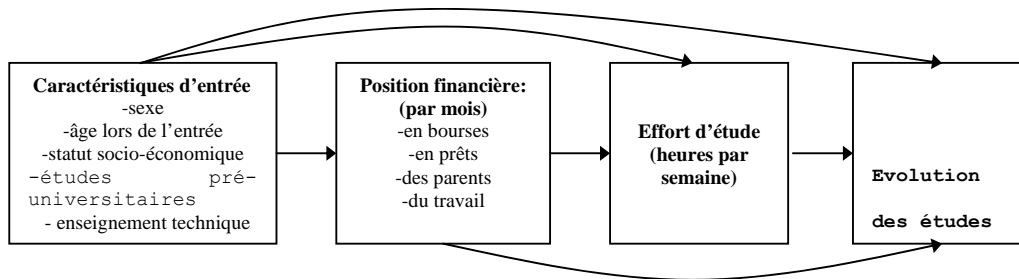 Caractéristiques d'entrée
-sexe
-âge lors de l'entrée
-statut socio-économique
-études pré-
universitaires
- enseignement technique
Position financière:
(par mois)
-en bourses
-en prêts
-des parents
-du travail
Effort d'étude
(heures par
semaine)
Evolution
des études